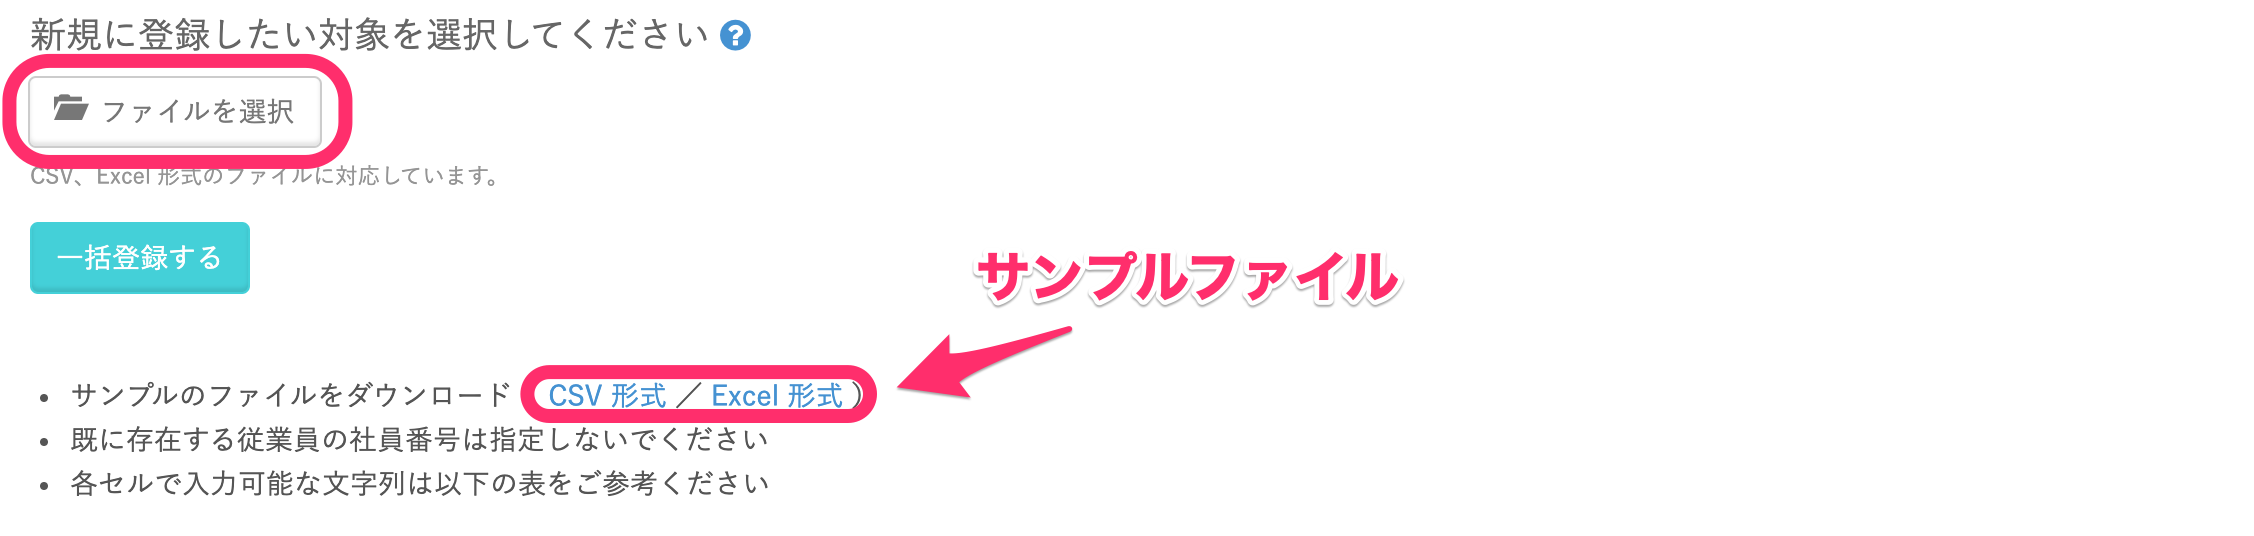 新規に登録したい対象を選択してください ?
ファイルを選択
CSV、Excel 形式のファイルに対応しています。
一括登録する
サンプルファイル
• サンプルのファイルをダウンロード CSV 形式 ／ Excel 形式 )
• 既に存在する従業員の社員番号は指定しないでください
• 各セルで入力可能な文字列は以下の表をご参考ください